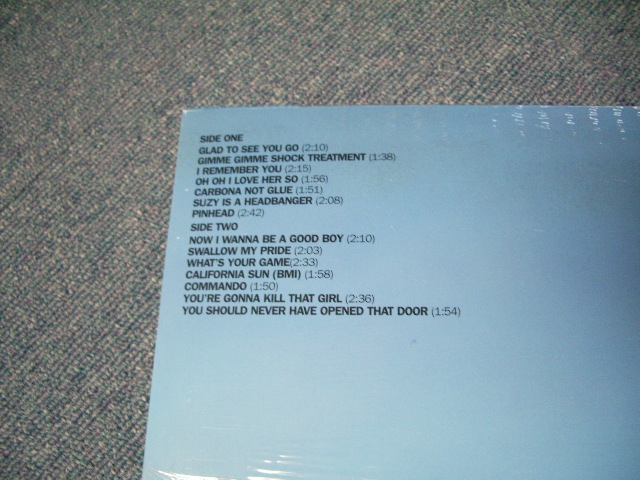 SIDE ONE
GLAD TO SEE YOU GO (2:10)
GIMME GIMME SHOCK TREATMENT (1:38)
I REMEMBER YOU (2:15)
OH OH I LOVE HER SO (1:56)
CARBONA NOT GLUE (1:51)
SUZY IS A HEADBANGER (2:08)
PINHEAD (2:42)
SIDE TWO
NOW I WANNA BE A GOOD BOY (2:10)
SWALLOW MY PRIDE (2:03)
WHAT'S YOUR GAME(2:33)
CALIFORNIA SUN (BMI) (1:58)
COMMANDO (1:50)
YOU'RE GONNA KILL THAT GIRL (2:36)
YOU SHOULD NEVER HAVE OPENED THAT DOOR (1:54)